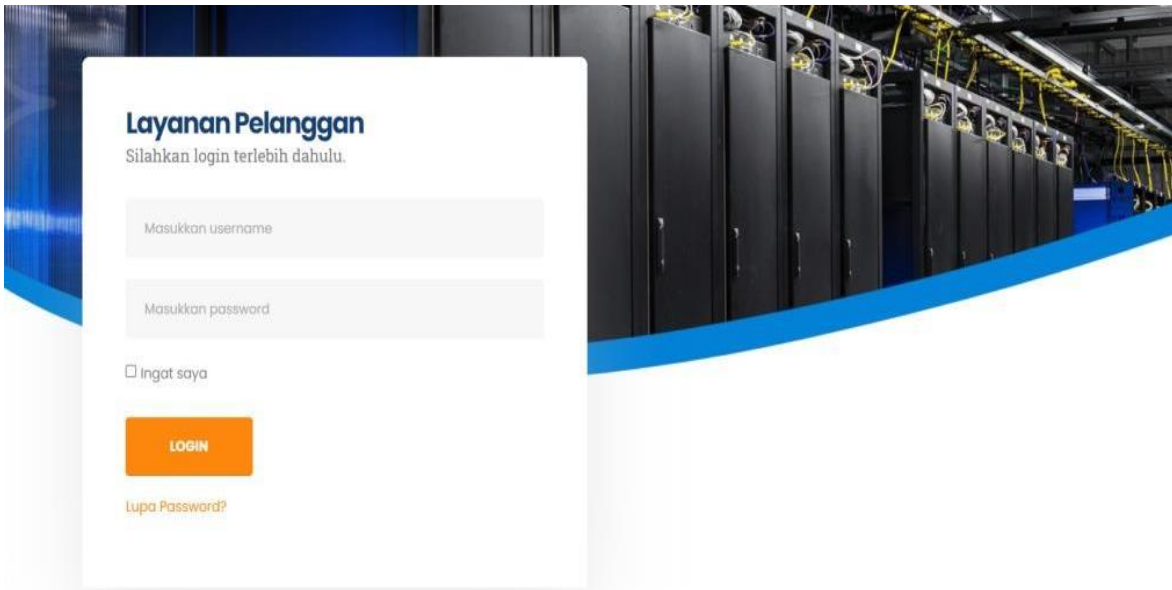 Layanan Pelanggan
Silahkan login terlebih dahulu.
Masukkan username
Masukkan password
Ingat saya
LOGIN
Lupa Password?